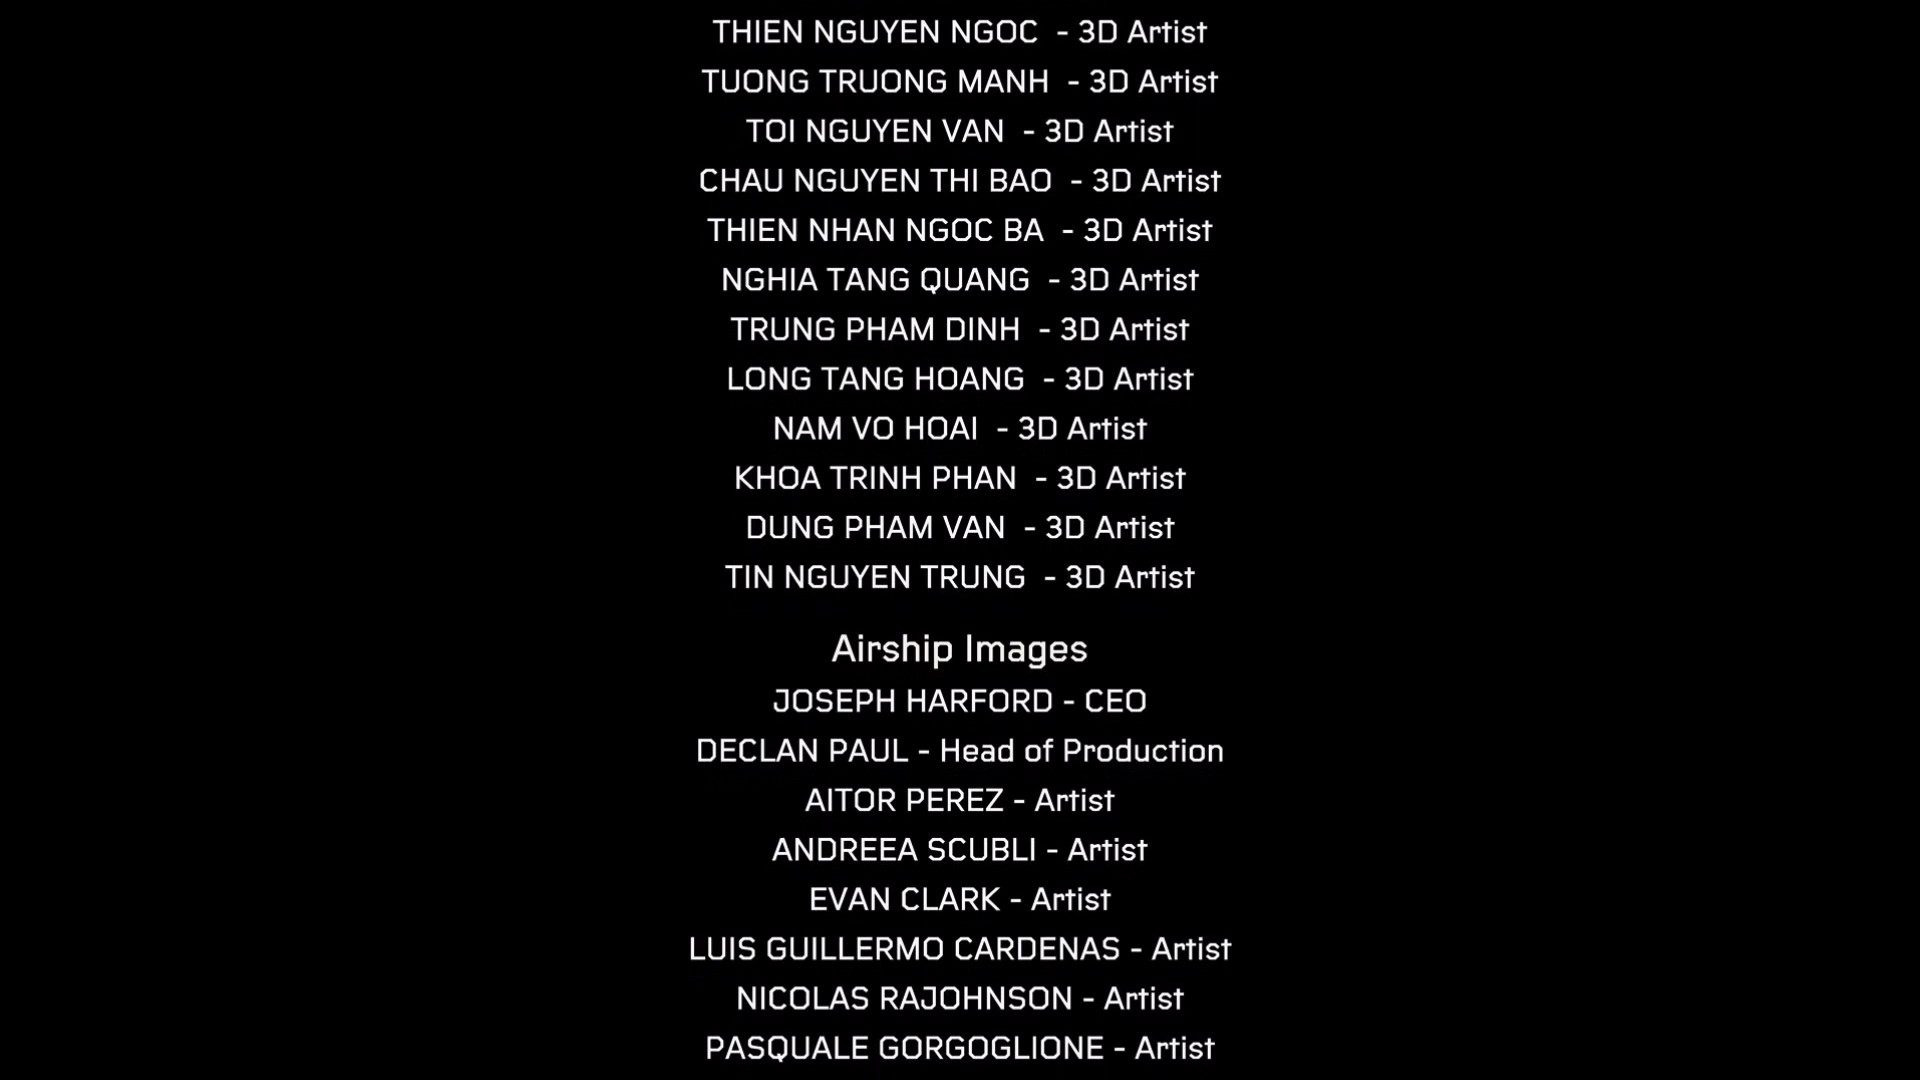 THIEN NGUYEN NGOC  - 3D Artist
TUONG TRUONG MANH  - 3D Artist
TOI NGUYEN VAN  - 3D Artist
CHAU NGUYEN THI BAO  - 3D Artist
THIEN NHAN NGOC BA  - 3D Artist
NGHIA TANG QUANG  - 3D Artist
TRUNG PHAM DINH  - 3D Artist
LONG TANG HOANG  - 3D Artist
NAM VO HOAI  - 3D Artist
KHOA TRINH PHAN  - 3D Artist
DUNG PHAM VAN  - 3D Artist
TIN NGUYEN TRUNG  - 3D Artist
Airship Images
JOSEPH HARFORD - CEO
DECLAN PAUL - Head of Production
AITOR PEREZ - Artist
ANDREEA SCUBLI - Artist
EVAN CLARK - Artist
LUIS GUILLERMO CARDENAS - Artist
NICOLAS RAJOHNSON - Artist
PASQUALE GORGOGLIONE - Artist